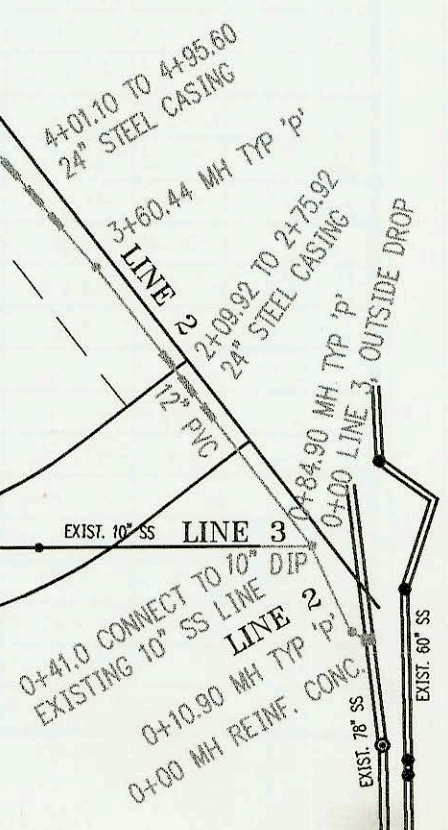 4+01.10 TO 4+95.60
24" STEEL CASING
3+60.44 MH TYP 'P'
LINE 2
2+09.92 TO 2+75.92
24" STEEL CASING
12" PVC
0+84.90 MH TYP 'P'
0+00 LINE 3, OUTSIDE DROP
EXIST. 10" SS
LINE 3
10" DIP
0+41.0 CONNECT TO
EXISTING 10" SS LINE
LINE 2
0+10.90 MH TYP 'P'
0+00 MH REINF. CONC.
EXIST. 78" SS
EXIST. 60" SS